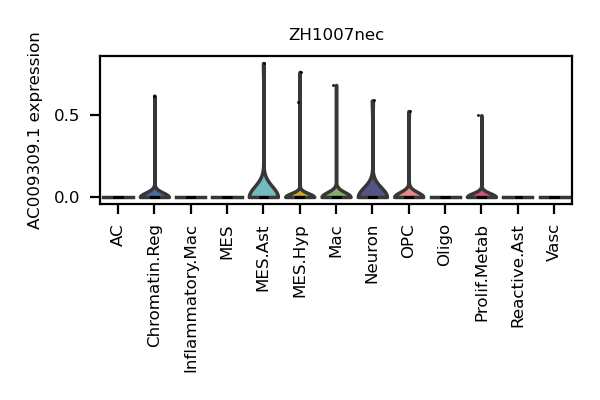 ZH1007nec
AC009309.1 expression
0.5
0.0
AC
Chromatin.Reg
Inflammatory.Mac
MES
MES.Ast
MES.Hyp
Mac
Neuron
OPC
Oligo
Prolif.Metab
Reactive.Ast
Vasc